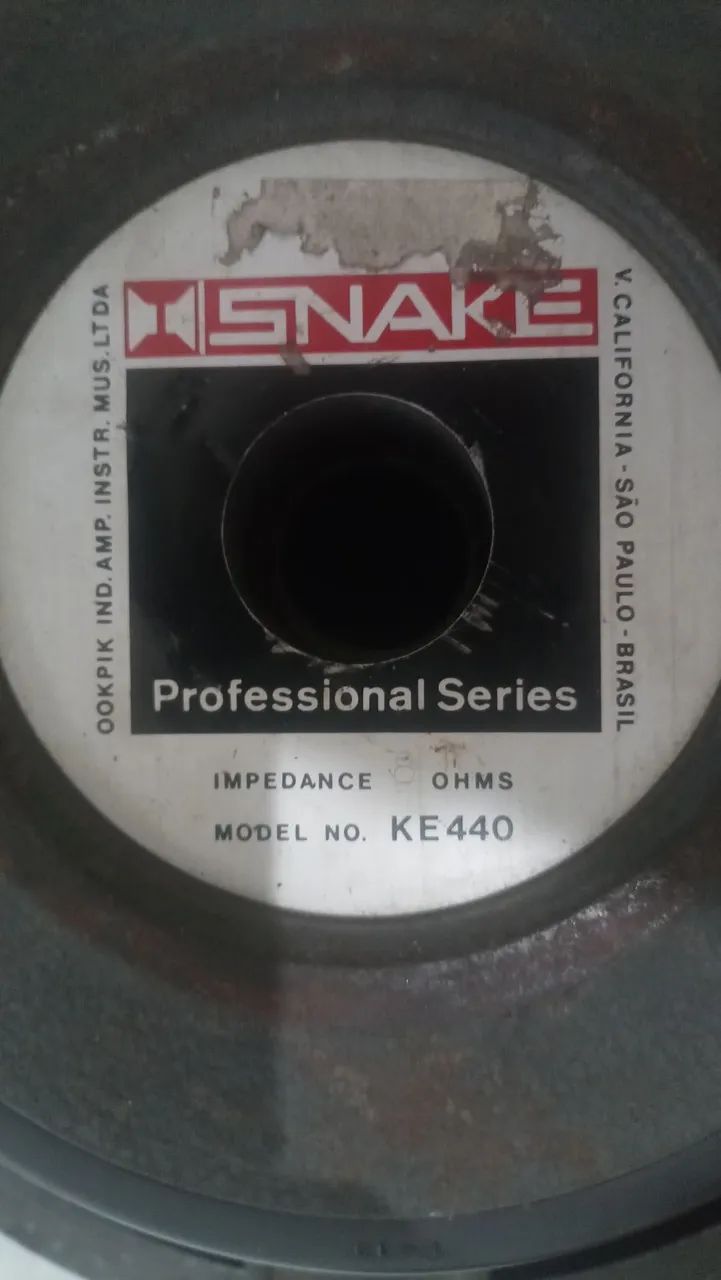 SNAKE
OOKPIK IND. AMP. INSTR. MUS. LTDA
V. CALIFORNIA - SÃO PAULO - BRASIL
Professional Series
IMPEDANCE OHMS
MODEL NO. KE440